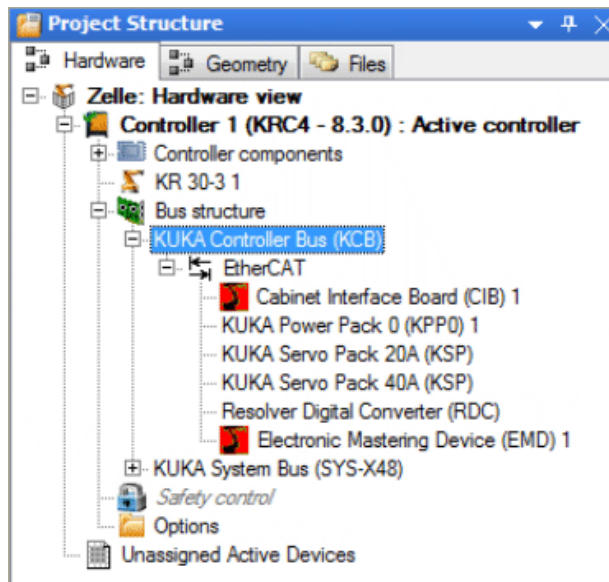 Project Structure
Hardware Geometry Files
Zelle: Hardware view
Controller 1 (KRC4 - 8.3.0) : Active controller
Controller components
KR 30-3 1
Bus structure
KUKA Controller Bus (KCB)
EtherCAT
Cabinet Interface Board (CIB) 1
KUKA Power Pack 0 (KPP0) 1
KUKA Servo Pack 20A (KSP)
KUKA Servo Pack 40A (KSP)
Resolver Digital Converter (RDC)
Electronic Mastering Device (EMD) 1
KUKA System Bus (SYS-X48)
Safety control
Options
Unassigned Active Devices